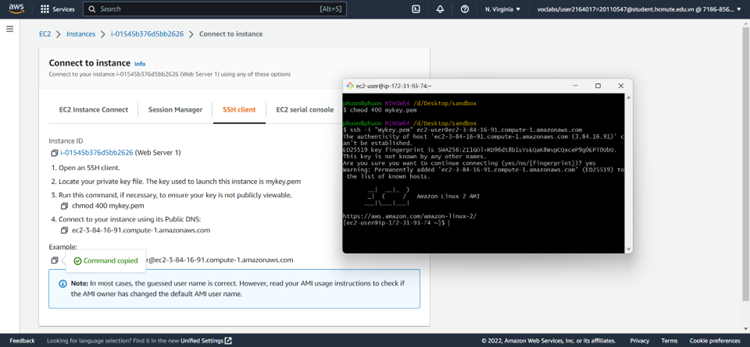 aws
Services
Search
[Alt+S]
N. Virginia
voclabs/user2164017=20110547@student.hcmute.edu.vn @ 7186-856...
EC2 > Instances > i-01545b376d5bb2626 > Connect to instance
Connect to instance Info
Connect to your instance i-01545b376d5bb2626 (Web Server 1) using any of these options
EC2 Instance Connect
Session Manager
SSH client
EC2 serial console
Instance ID
i-01545b376d5bb2626 (Web Server 1)
1. Open an SSH client.
2. Locate your private key file. The key used to launch this instance is mykey.pem
3. Run this command, if necessary, to ensure your key is not publicly viewable.
chmod 400 mykey.pem
4. Connect to your instance using its Public DNS:
ec2-3-84-16-91.compute-1.amazonaws.com
Example:
Command copied
r@ec2-3-84-16-91.compute-1.amazonaws.com
Note: In most cases, the guessed user name is correct. However, read your AMI usage instructions to check if
the AMI owner has changed the default AMI user name.
ec2-user@ip-172-31-93-74:~
phuon@phuon MINGW64 /d/Desktop/sandbox
$ chmod 400 mykey.pem
phuon@phuon MINGW64 /d/Desktop/sandbox
$ ssh -i "mykey.pem" ec2-user@ec2-3-84-16-91.compute-1.amazonaws.com
The authenticity of host 'ec2-3-84-16-91.compute-1.amazonaws.com (3.84.16.91)' c
an't be established.
ED25519 key fingerprint is
This key is not known by any other names.
Are you sure you want to continue connecting (yes/no/[fingerprint])? yes
Warning: Permanently added 'ec2-3-84-16-91.compute-1.amazonaws.com' (ED25519) to
the list of known hosts.
Amazon Linux 2 AMI
https://aws.amazon.com/amazon-linux-2/
[ec2-user@ip-172-31-93-74 ~]$
Feedback
Looking for language selection? Find it in the new Unified Settings
© 2022, Amazon Web Services, Inc. or its affiliates.
Privacy
Terms
Cookie preferences